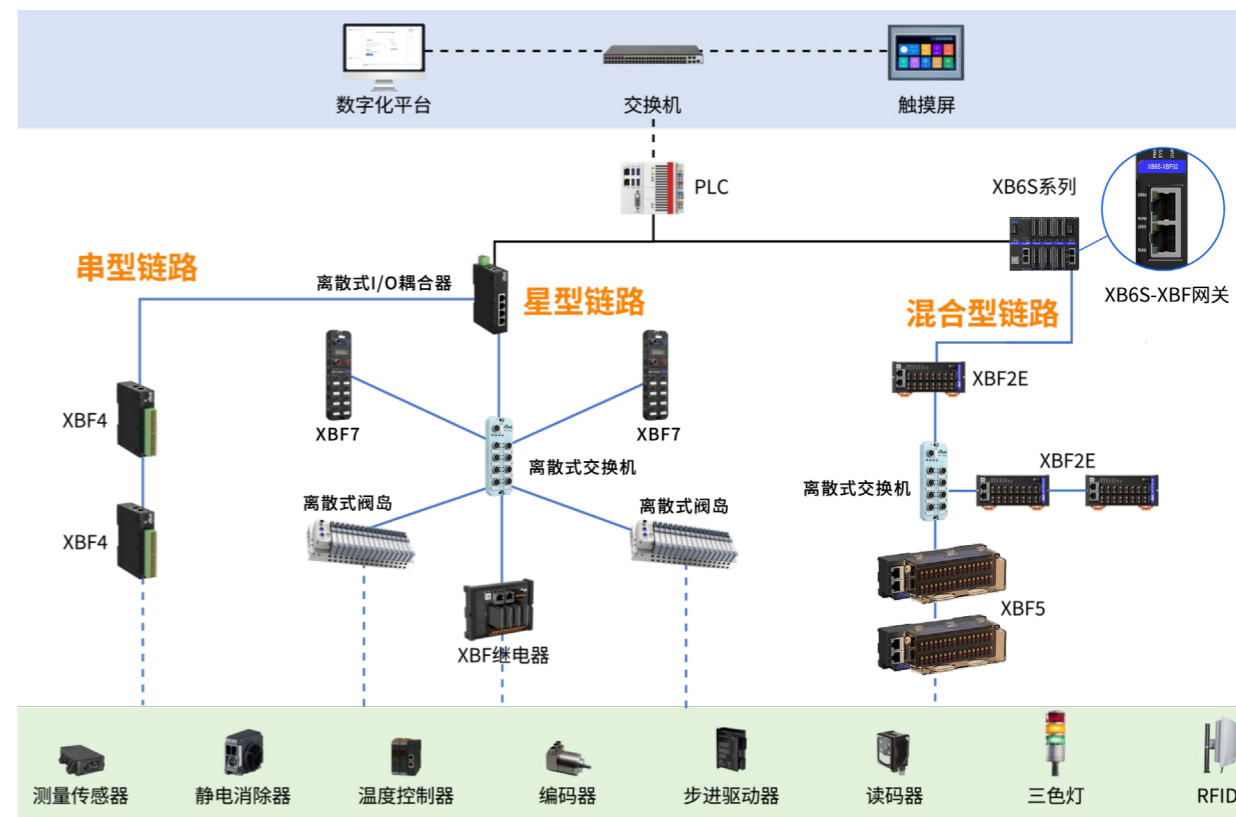 数字化平台
交换机
触摸屏
PLC
XB6S系列
XB6S-XBF02
XB6S-XBF网关
串型链路
离散式I/O耦合器
星型链路
混合型链路
XBF4
XBF7
XBF7
XBF2E
离散式交换机
离散式交换机
XBF2E
离散式阀岛
离散式阀岛
XBF4
XBF继电器
XBF5
测量传感器
静电消除器
温度控制器
编码器
步进驱动器
读码器
三色灯
RFID